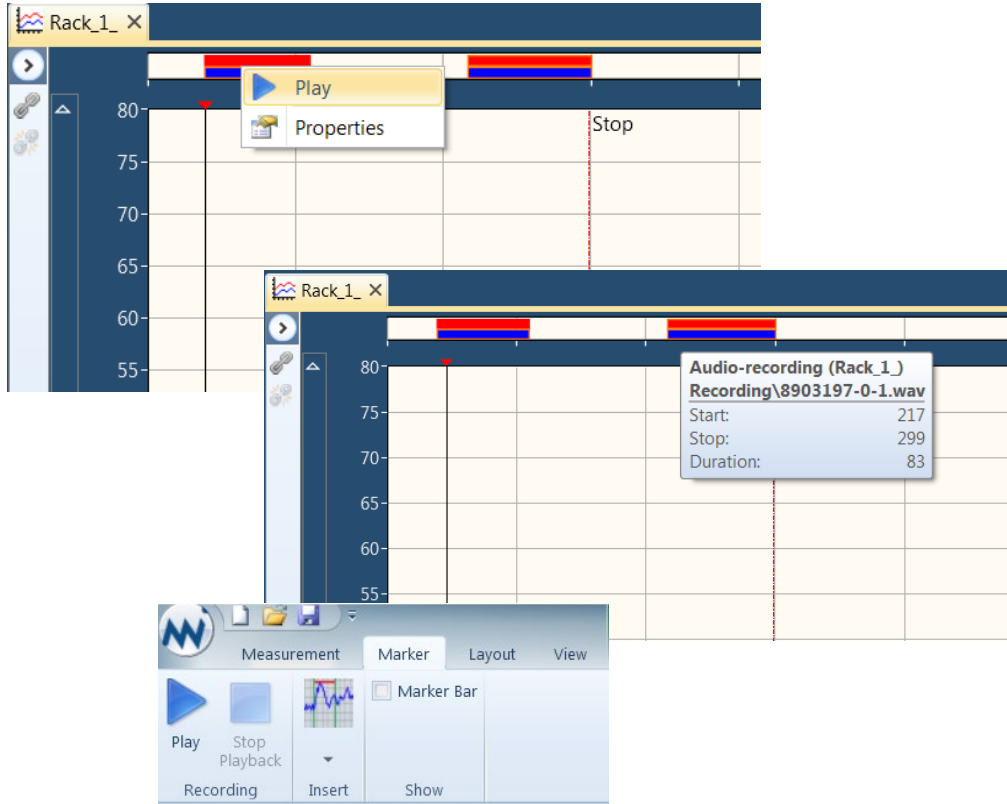 Rack_1_
Play
Properties
80
Stop
75
70
65
60
55
Rack_1_
80
Audio-recording (Rack_1_)
Recording\8903197-0-1.wav
75
Start: 217
Stop: 299
70
Duration: 83
65
60
55
Measurement Marker Layout View
Marker Bar
Play Stop
Playback
Recording Insert Show